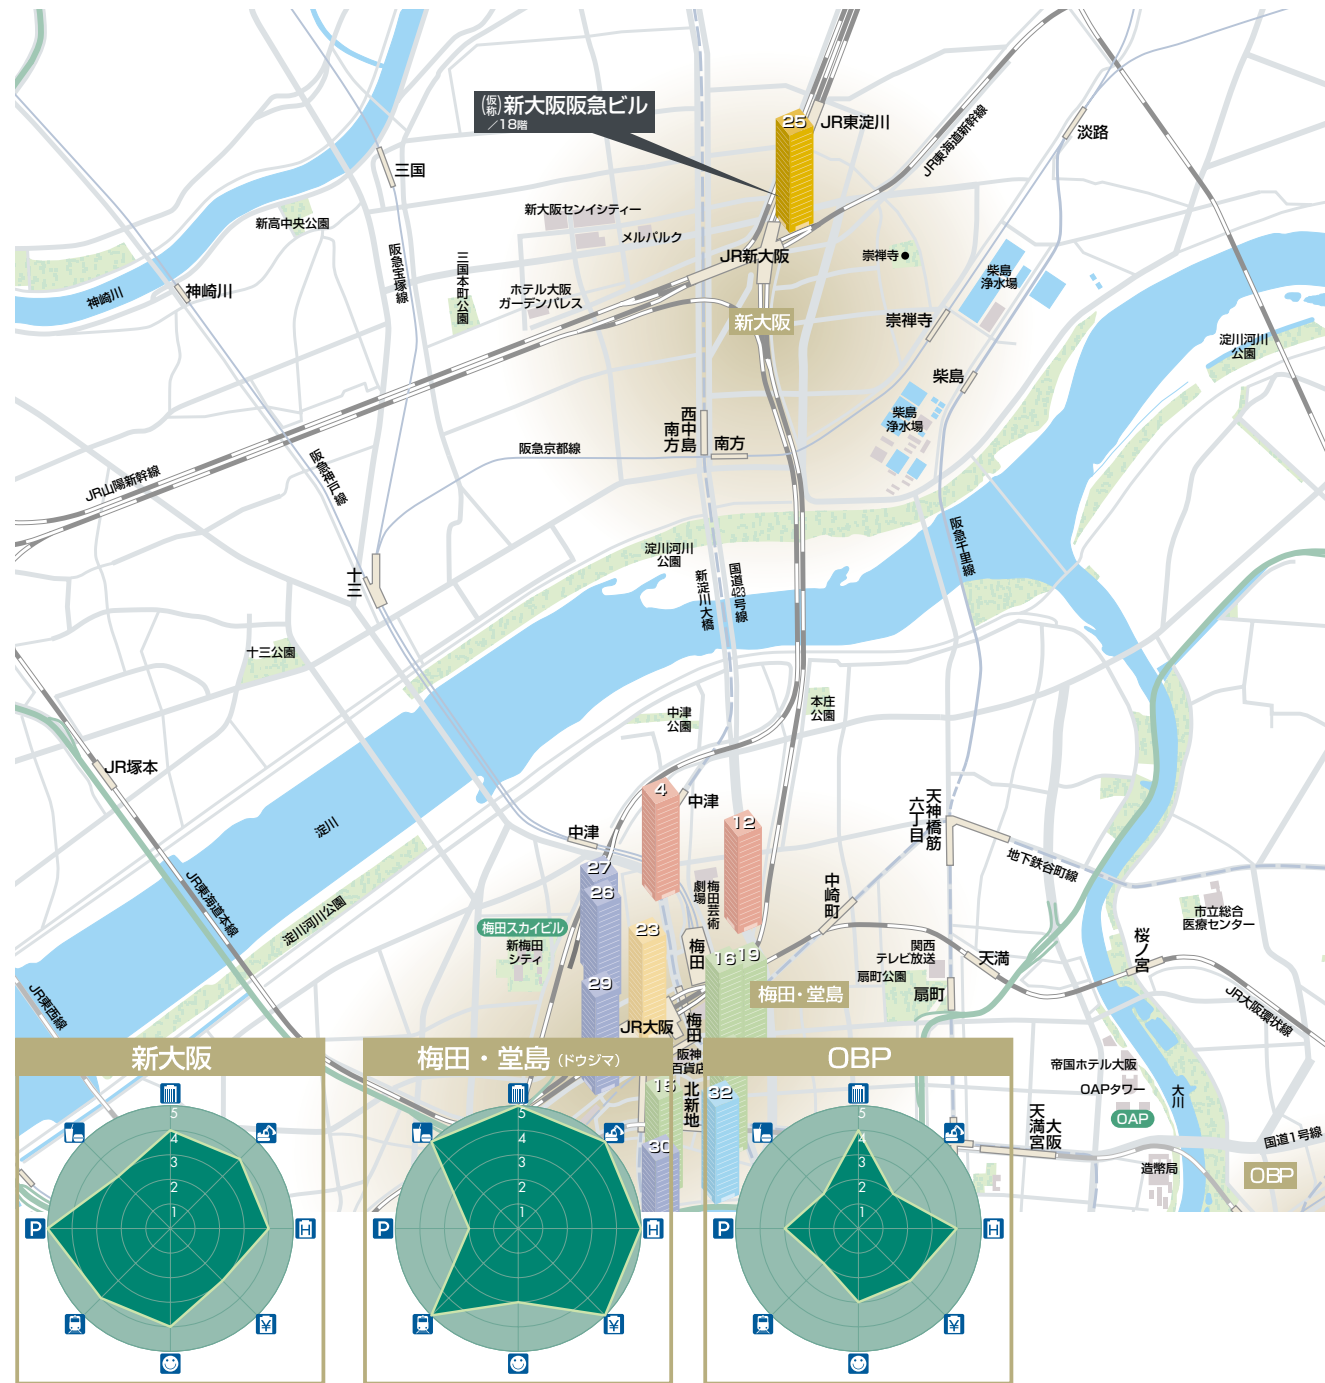 (仮称)新大阪阪急ビル
／18階
25
JR東淀川
JR東海道新幹線
淡路
三国
新高中央公園
新大阪センイシティー
メルパルク
阪急宝塚線
三国本町公園
JR新大阪
崇禅寺
柴島
浄水場
神崎川
神崎川
ホテル大阪
ガーデンパレス
新大阪
崇禅寺
淀川河川
公園
柴島
柴島
浄水場
西中島
南方
南方
阪急京都線
阪急神戸線
JR山陽新幹線
淀川河川
公園
新淀川大橋
国道423号線
阪急千里線
十三
十三公園
中津
公園
本庄
公園
JR塚本
4
中津
12
中津
淀川
天神橋筋
六丁目
地下鉄谷町線
27
26
梅田芸術
劇場
中崎町
JR東海道本線
淀川河川公園
梅田スカイビル
新梅田
シティ
23
梅田
16
19
関西
テレビ放送
天満
市立総合
医療センター
桜ノ宮
扇町公園
扇町
29
梅田・堂島
JR東西線
JR大阪
梅田
JR大阪環状線
阪神
百貨店
北新地
15
32
30
帝国ホテル大阪
OAPタワー
OAP
大川
大阪
天満宮
国道1号線
造幣局
OBP
新大阪
5
4
3
2
1
P
H
¥
梅田・堂島(ドウジマ)
5
4
3
2
1
P
H
¥
OBP
5
4
3
2
1
P
H
¥